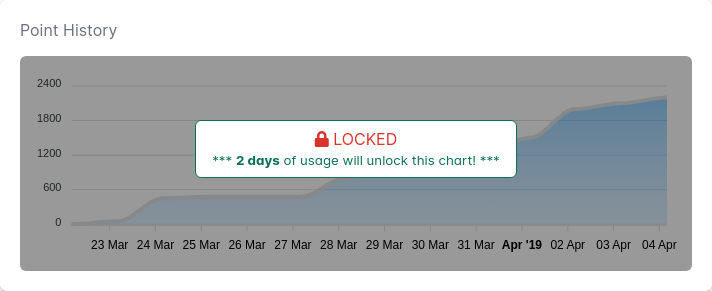 Point History
2400
1800
1200
600
0
LOCKED
*** 2 days of usage will unlock this chart! ***
23 Mar 24 Mar 25 Mar 26 Mar 27 Mar 28 Mar 29 Mar 30 Mar 31 Mar Apr '19 02 Apr 03 Apr 04 Apr